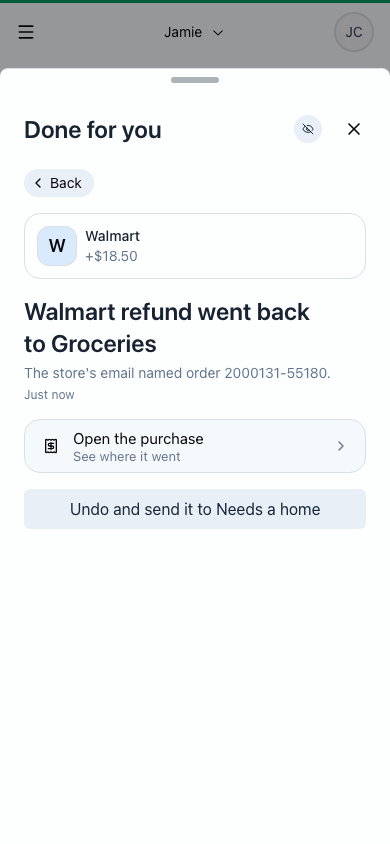 Jamie
JC
Done for you
Back
W
Walmart
+$18.50
Walmart refund went back
to Groceries
The store's email named order 2000131-55180.
Just now
Open the purchase
See where it went
Undo and send it to Needs a home